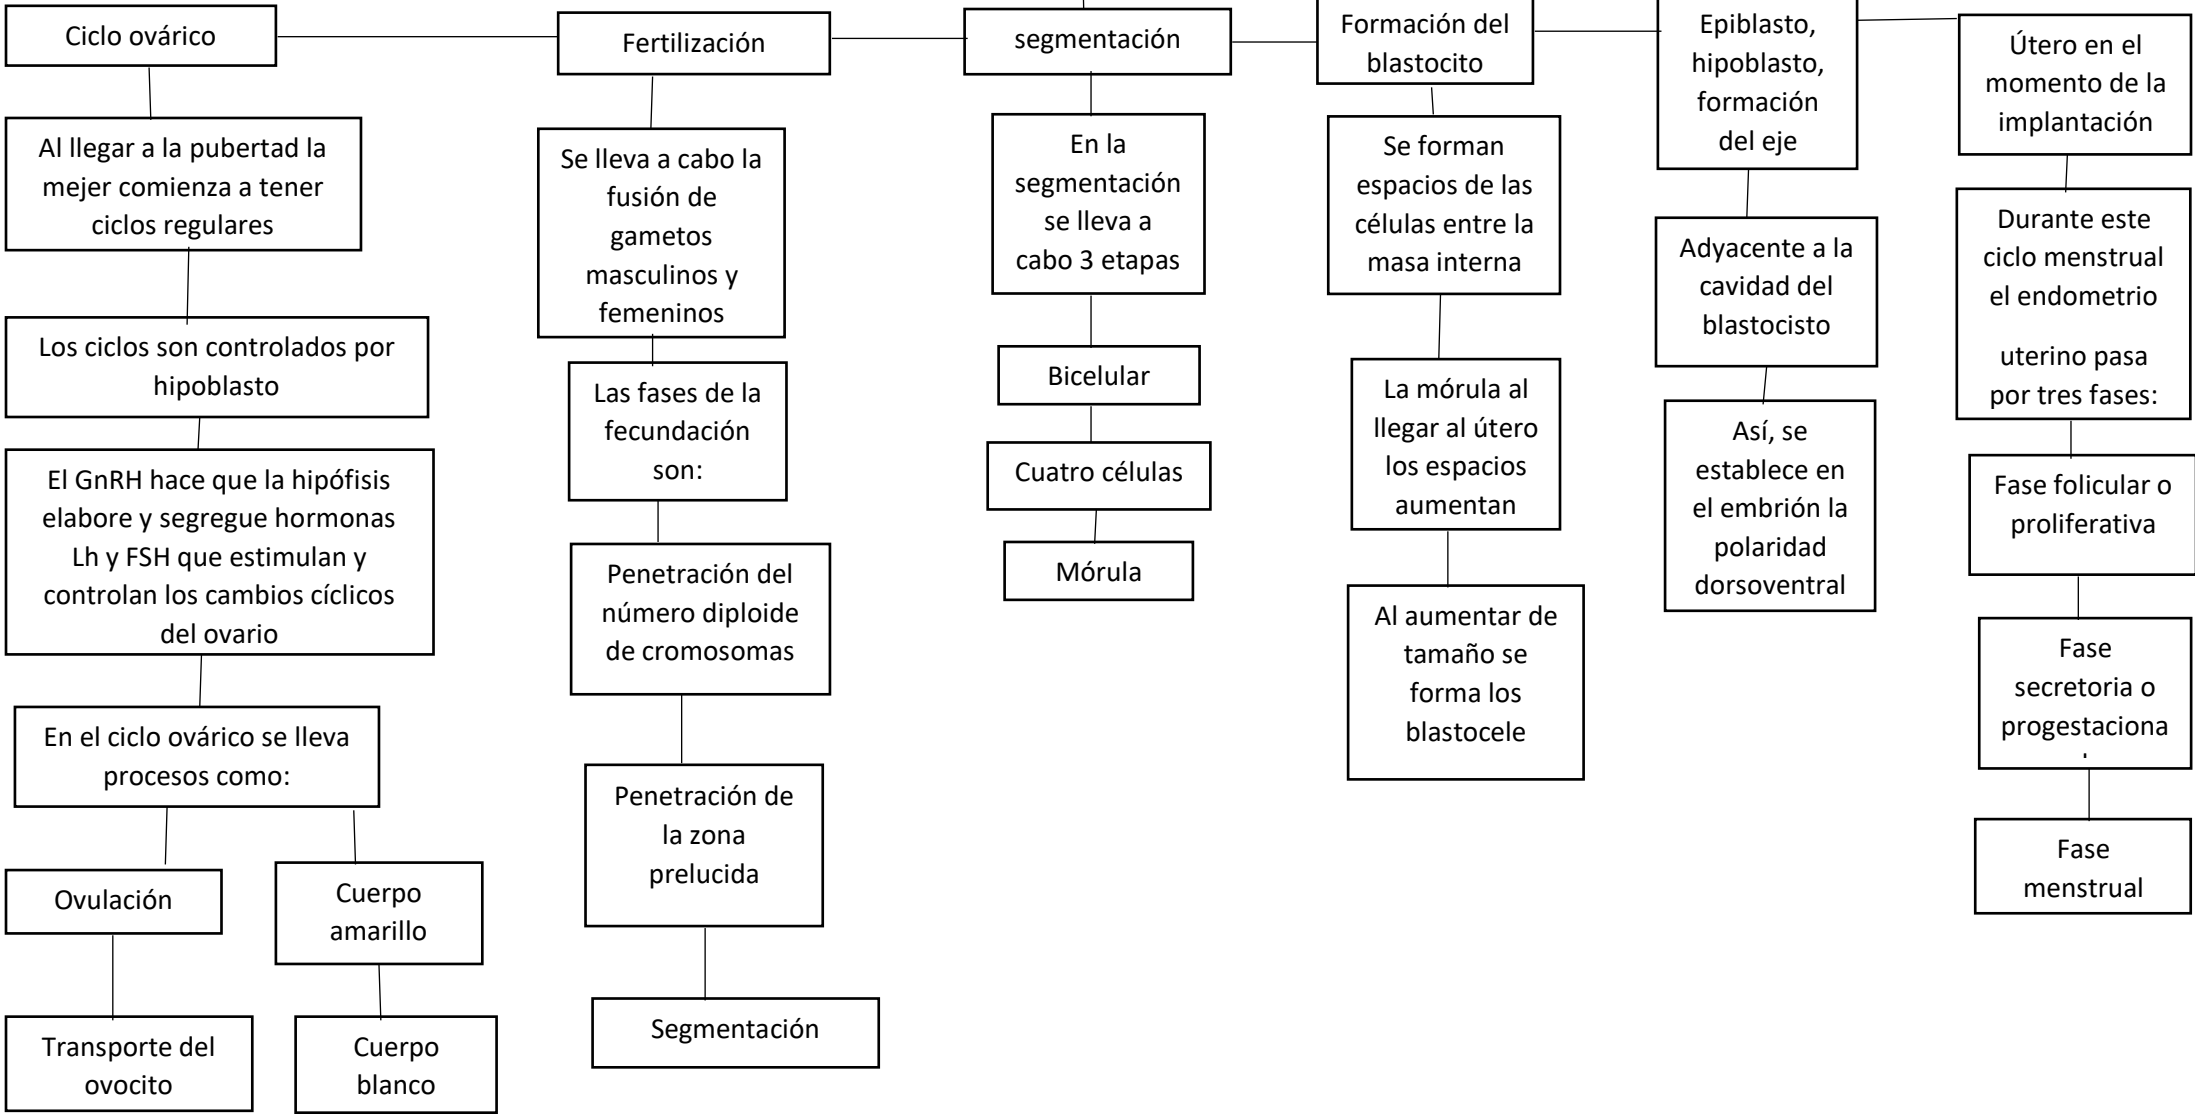 Ciclo ovárico
Al llegar a la pubertad la
mejer comienza a tener
ciclos regulares
Los ciclos son controlados por
hipoblasto
El GnRH hace que la hipófisis
elabore y segregue hormonas
Lh y FSH que estimulan y
controlan los cambios cíclicos
del ovario
En el ciclo ovárico se lleva
procesos como:
Ovulación
Transporte del
ovocito
Cuerpo
amarillo
Cuerpo
blanco
Fertilización
Se lleva a cabo la
fusión de
gametos
masculinos y
femeninos
Las fases de la
fecundación
son:
Penetración del
número diploide
de cromosomas
Penetración de
la zona
prelucida
Segmentación
segmentación
En la
segmentación
se lleva a
cabo 3 etapas
Bicelular
Cuatro células
Mórula
Formación del
blastocito
Se forman
espacios de las
células entre la
masa interna
La mórula al
llegar al útero
los espacios
aumentan
Al aumentar de
tamaño se
forma los
blastocele
Epiblasto,
hipoblasto,
formación
del eje
Adyacente a la
cavidad del
blastocisto
Así, se
establece en
el embrión la
polaridad
dorsoventral
Útero en el
momento de la
implantación
Durante este
ciclo menstrual
el endometrio
uterino pasa
por tres fases:
Fase folicular o
proliferativa
Fase
secretoria o
progestaciona
Fase
menstrual